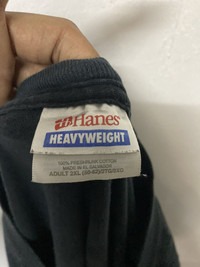 Hanes
HEAVYWEIGHT
100% PRESHRUNK COTTON
MADE IN EL SALVADOR
ADULT 2XL